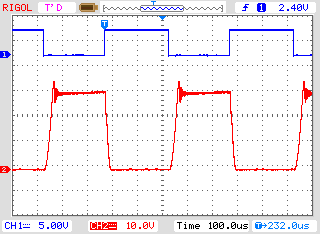 RIGOL T'D T f 1 2.40V
T
1
2
CH1 5.00V CH2 10.0V Time 100.0us T→232.0us